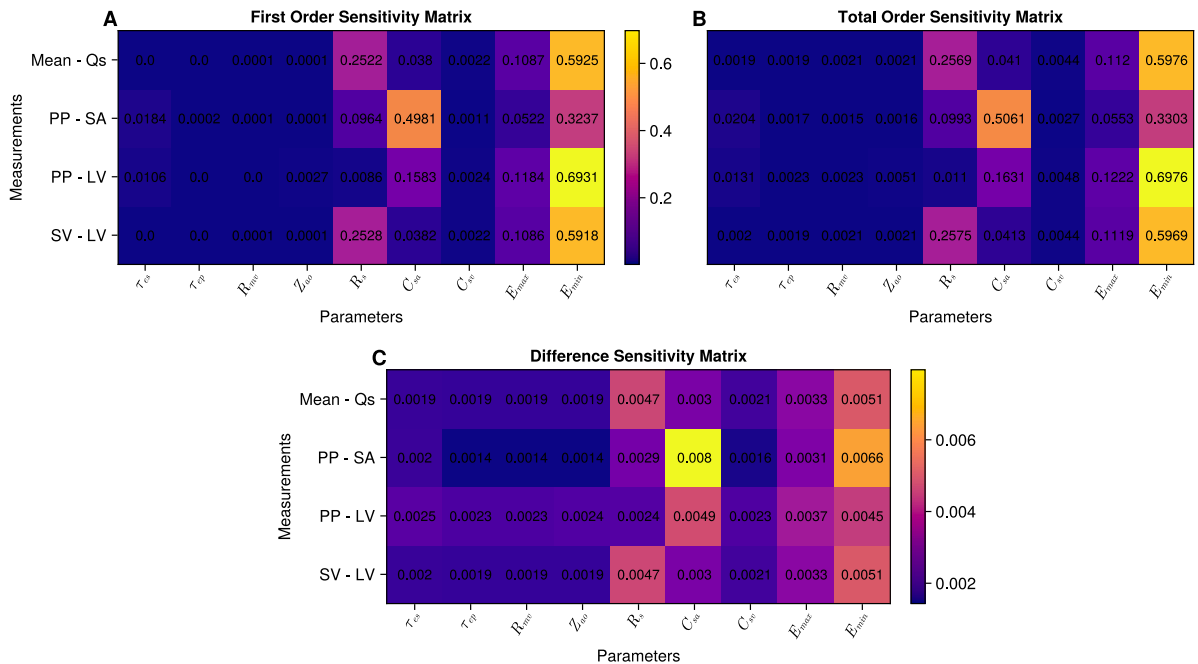 A
First Order Sensitivity Matrix
Measurements
Mean - Qs 0.0 0.0 0.0001 0.0001 0.2522 0.038 0.0022 0.1087 0.5925
PP - SA 0.0184 0.0002 0.0001 0.0001 0.0964 0.4981 0.0011 0.0522 0.3237
PP - LV 0.0106 0.0 0.0 0.0027 0.0086 0.1583 0.0024 0.1184 0.6931
SV - LV 0.0 0.0 0.0001 0.0001 0.2528 0.0382 0.0022 0.1086 0.5918
τes τep Rmv Zao Rs Csa Csv Emax Emin
Parameters
0.6
0.4
0.2
B
Total Order Sensitivity Matrix
0.0019 0.0019 0.0021 0.0021 0.2569 0.041 0.0044 0.112 0.5976
0.0204 0.0017 0.0015 0.0016 0.0993 0.5061 0.0027 0.0553 0.3303
0.0131 0.0023 0.0023 0.0051 0.011 0.1631 0.0048 0.1222 0.6976
0.002 0.0019 0.0021 0.0021 0.2575 0.0413 0.0044 0.1119 0.5969
τes τep Rmv Zao Rs Csa Csv Emax Emin
Parameters
C
Difference Sensitivity Matrix
Measurements
Mean - Qs 0.0019 0.0019 0.0019 0.0019 0.0047 0.003 0.0021 0.0033 0.0051
PP - SA 0.002 0.0014 0.0014 0.0014 0.0029 0.008 0.0016 0.0031 0.0066
PP - LV 0.0025 0.0023 0.0023 0.0024 0.0024 0.0049 0.0023 0.0037 0.0045
SV - LV 0.002 0.0019 0.0019 0.0019 0.0047 0.003 0.0021 0.0033 0.0051
τes τep Rmv Zao Rs Csa Csv Emax Emin
Parameters
0.006
0.004
0.002